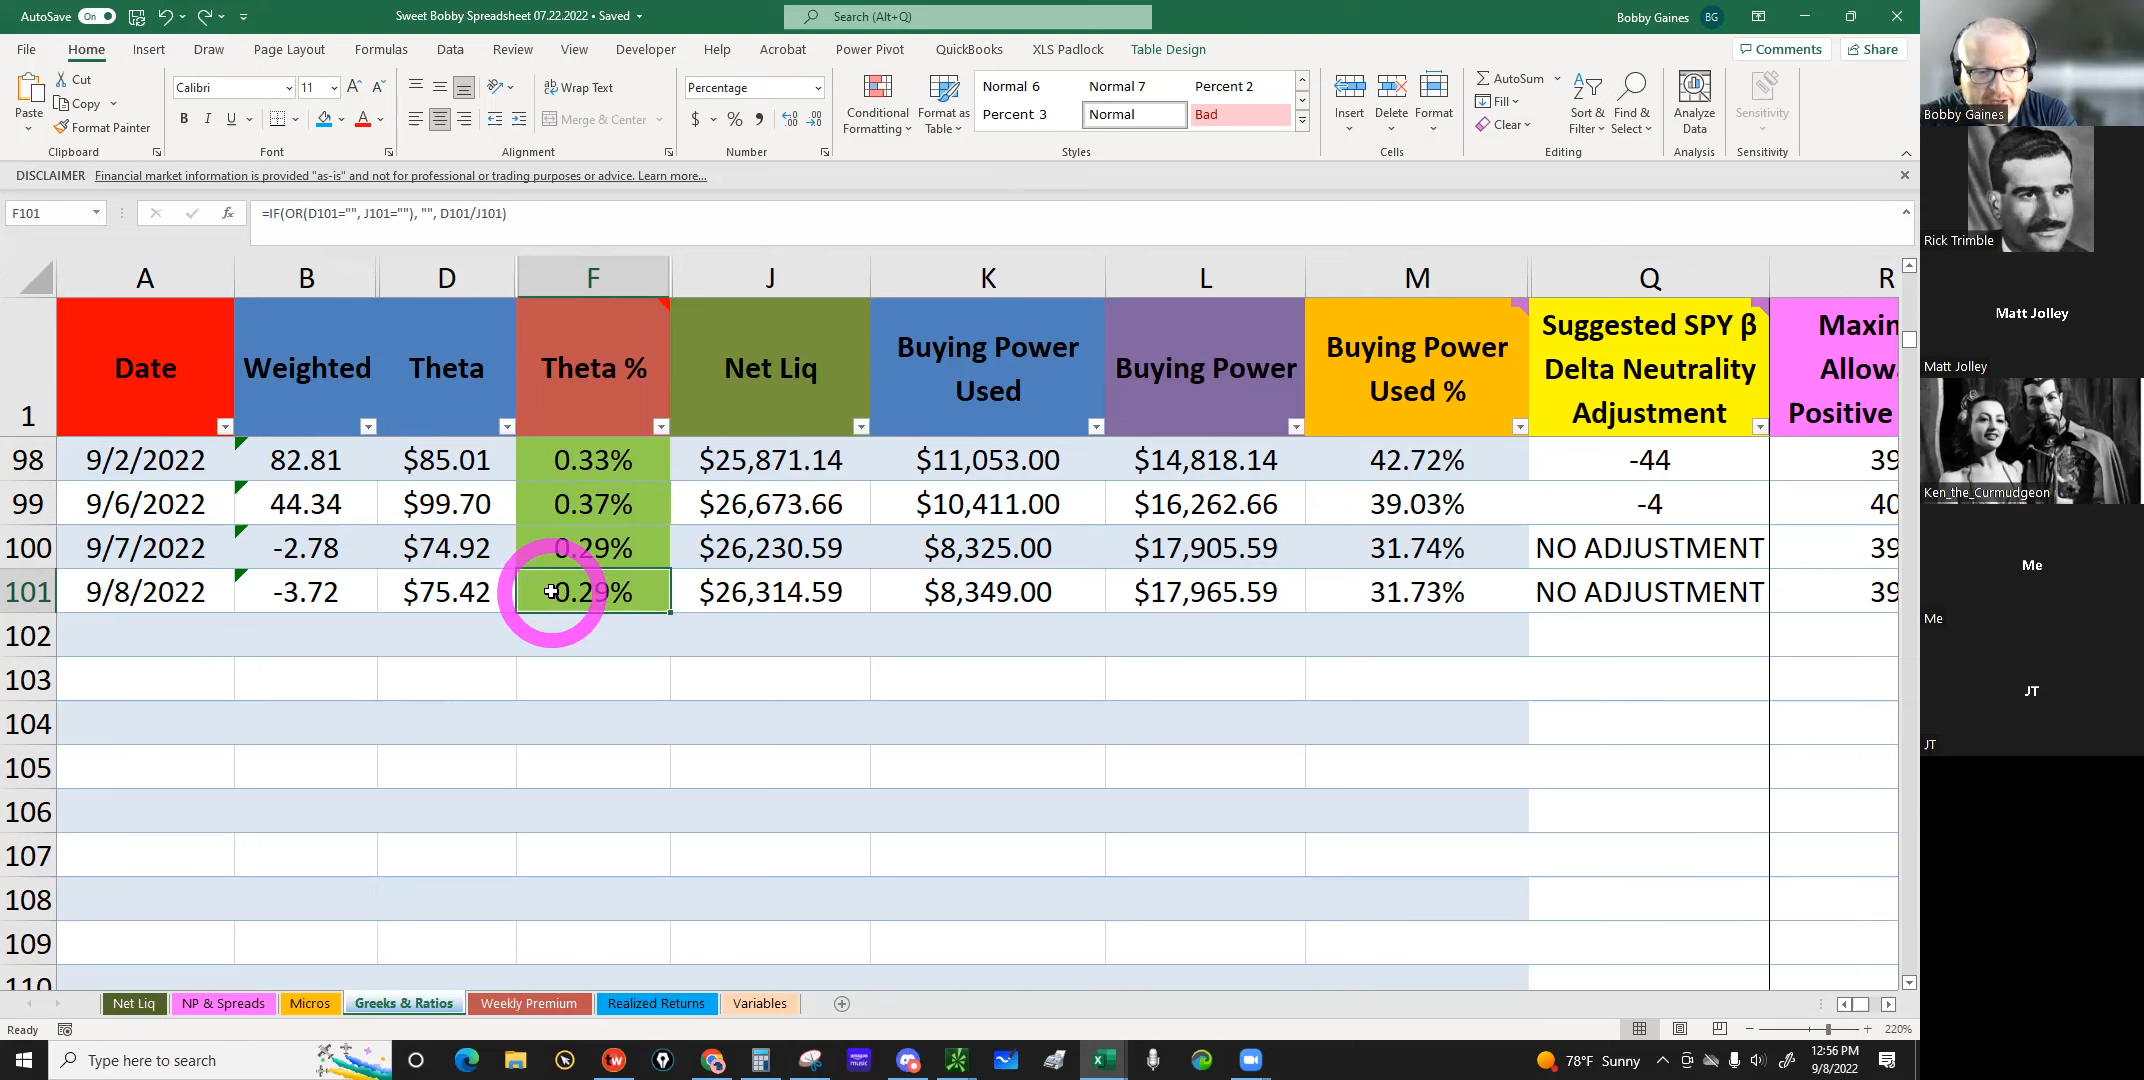 AutoSave On Sweet Bobby Spreadsheet 07.22.2022 • Saved Search (Alt+Q) Bobby Gaines BG
File Home Insert Draw Page Layout Formulas Data Review View Developer Help Acrobat Power Pivot QuickBooks XLS Padlock Table Design Comments Share
Paste Cut Copy Format Painter
Clipboard
Calibri 11
B I U
Font
Wrap Text
Merge & Center
Alignment
Percentage
$ % 9
Number
Conditional Formatting
Format as Table
Normal 6 Normal 7 Percent 2
Percent 3 Normal Bad
Styles
Insert Delete Format
Cells
AutoSum
Fill
Clear
Sort & Filter
Find & Select
Editing
Analyze Data
Analysis
Sensitivity
Sensitivity
DISCLAIMER Financial market information is provided "as-is" and not for professional or trading purposes or advice. Learn more...
F101 fx =IF(OR(D101="", J101=""), "", D101/J101)
A B D F J K L M Q R
1 Date Weighted Theta Theta % Net Liq Buying Power Used Buying Power Buying Power Used % Suggested SPY β Delta Neutrality Adjustment Positive
98 9/2/2022 82.81 $85.01 0.33% $25,871.14 $11,053.00 $14,818.14 42.72% -44 39
99 9/6/2022 44.34 $99.70 0.37% $26,673.66 $10,411.00 $16,262.66 39.03% -4 40
100 9/7/2022 -2.78 $74.92 0.29% $26,230.59 $8,325.00 $17,905.59 31.74% NO ADJUSTMENT 39
101 9/8/2022 -3.72 $75.42 0.29% $26,314.59 $8,349.00 $17,965.59 31.73% NO ADJUSTMENT 39
102
103
104
105
106
107
108
109
110
Net Liq NP & Spreads Micros Greeks & Ratios Weekly Premium Realized Returns Variables
Ready 220%
Type here to search
78°F Sunny
12:56 PM
9/8/2022
Bobby Gaines
Rick Trimble
Matt Jolley
Matt Jolley
Ken_the_Curmudgeon
Me
Me
JT
JT